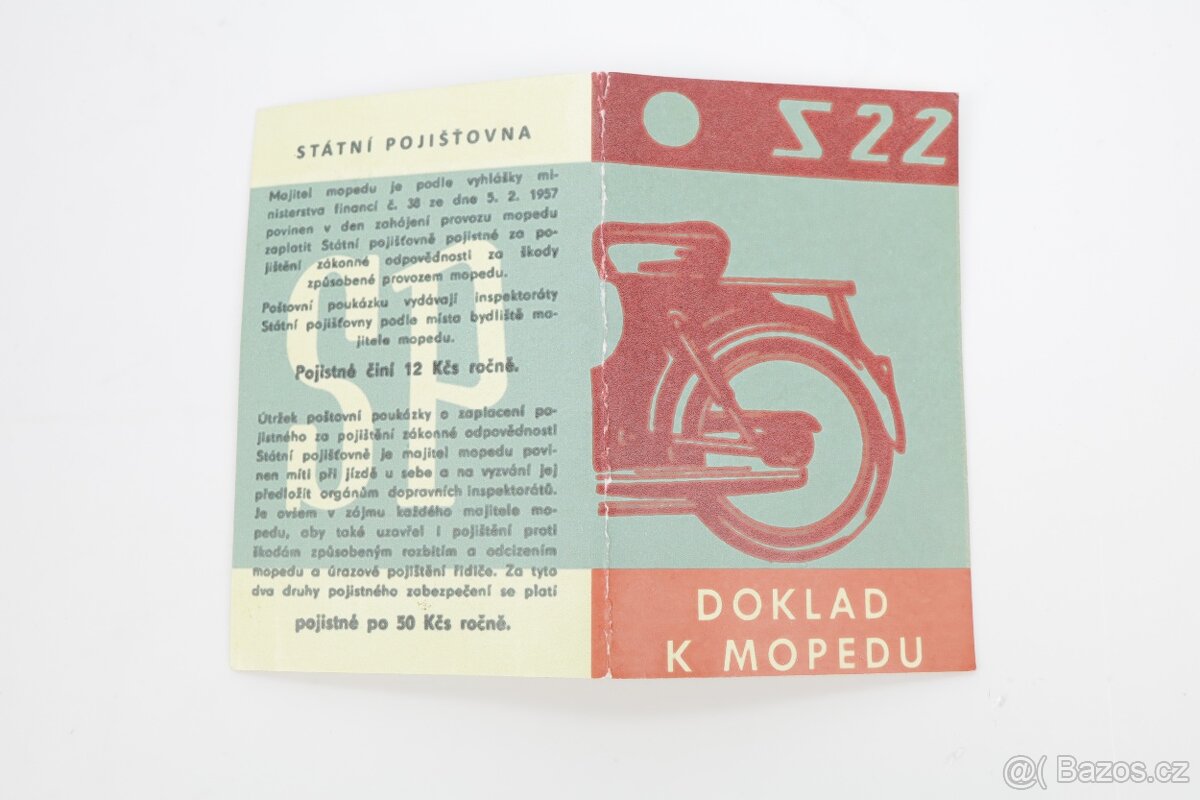 STÁTNÍ POJIŠŤOVNA
Majitel mopedu je podle vyhlášky mi-
nisterstva financí č. 38 ze dne 5. 2. 1957
povinen v den zahájení provozu mopedu
zaplatit Státní pojišťovně pojistné za po-
jištění zákonné odpovědnosti za škody
způsobené provozem mopedu.
Poštovní poukázku vydávají inspektoráty
Státní pojišťovny podle místa bydliště ma-
jitele mopedu.
Pojistné činí 12 Kčs ročně.
Útržek poštovní poukázky o zaplacení po-
jistného za pojištění zákonné odpovědnosti
Státní pojišťovně je majitel mopedu povi-
nen míti při jízdě u sebe a na vyzvání jej
předložit orgánům dopravních inspektorátů.
Je ovšem v zájmu každého majitele mo-
pedu, aby také uzavřel i pojištění proti
škodám způsobeným rozbitím a odcizením
mopedu a úrazové pojištění řidiče. Za tyto
dva druhy pojistného zabezpečení se platí
pojistné po 50 Kčs ročně.
SP
S 22
DOKLAD
K MOPEDU
@( Bazos.cz